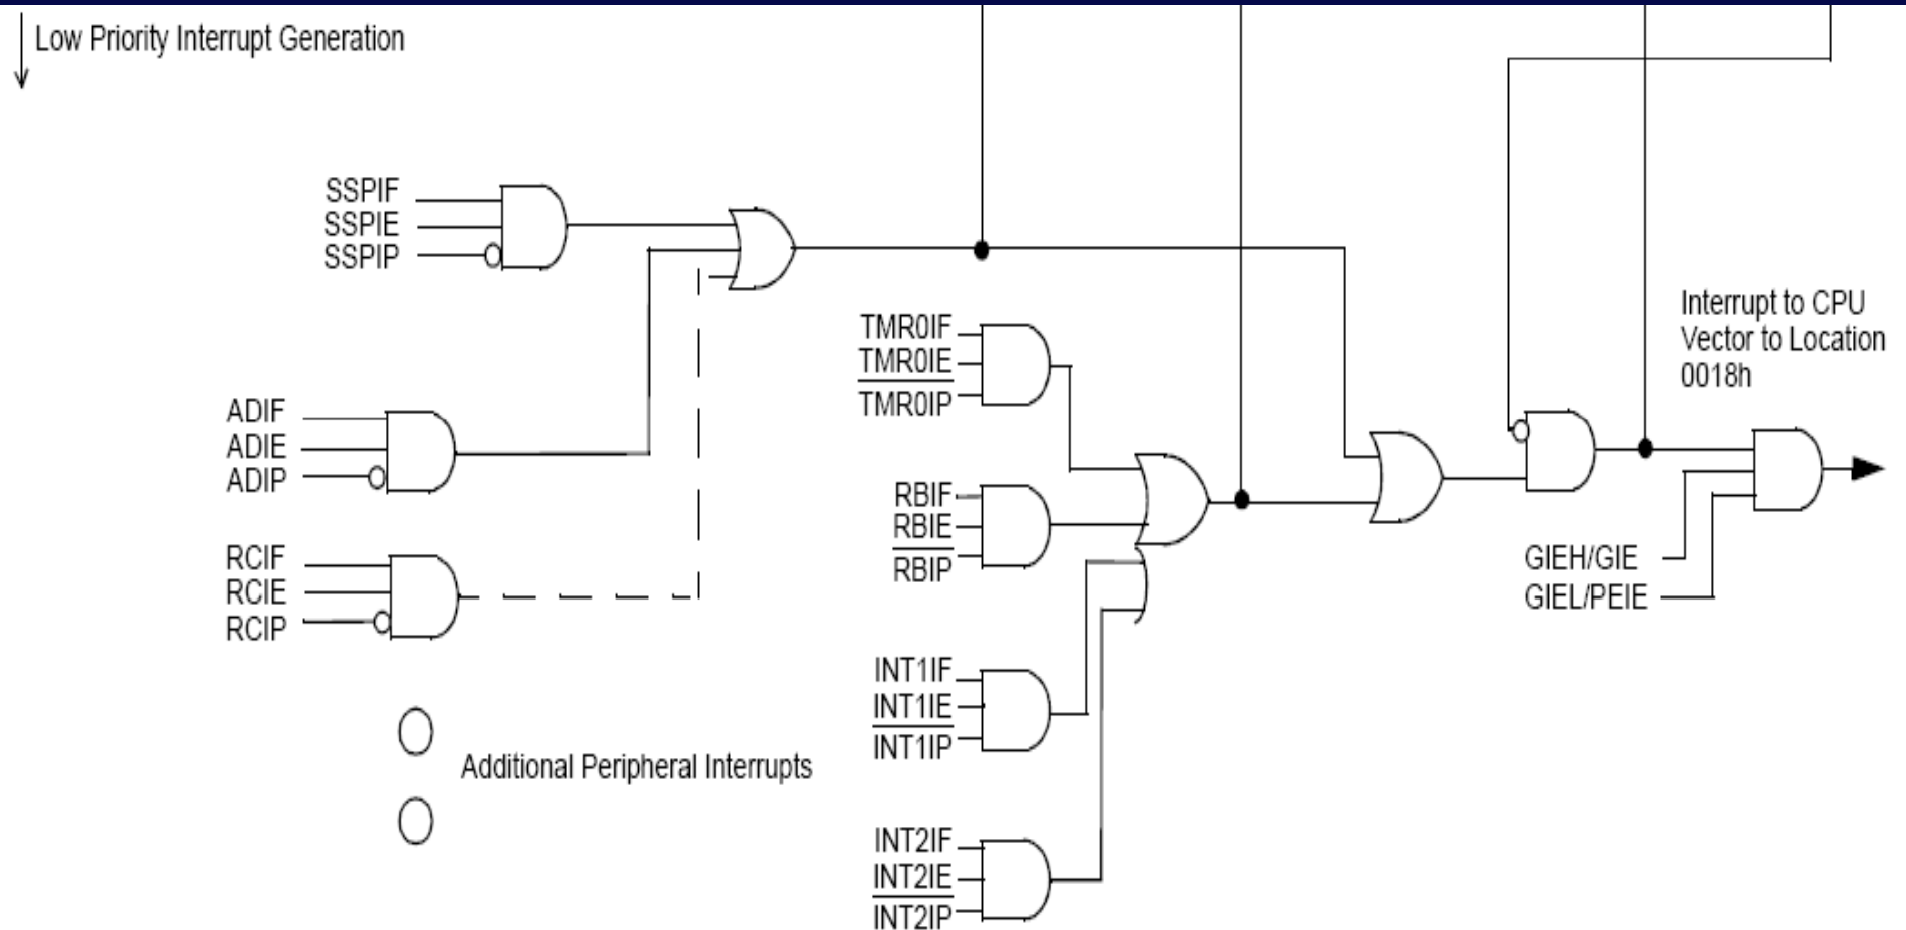 Low Priority Interrupt Generation
SSPIF
SSPIE
SSPIP
ADIF
ADIE
ADIP
RCIF
RCIE
RCIP
Additional Peripheral Interrupts
TMR0IF
TMR0IE
TMR0IP
RBIF
RBIE
RBIP
INT1IF
INT1IE
INT1IP
INT2IF
INT2IE
INT2IP
Interrupt to CPU
Vector to Location
0018h
GIEH/GIE
GIEL/PEIE